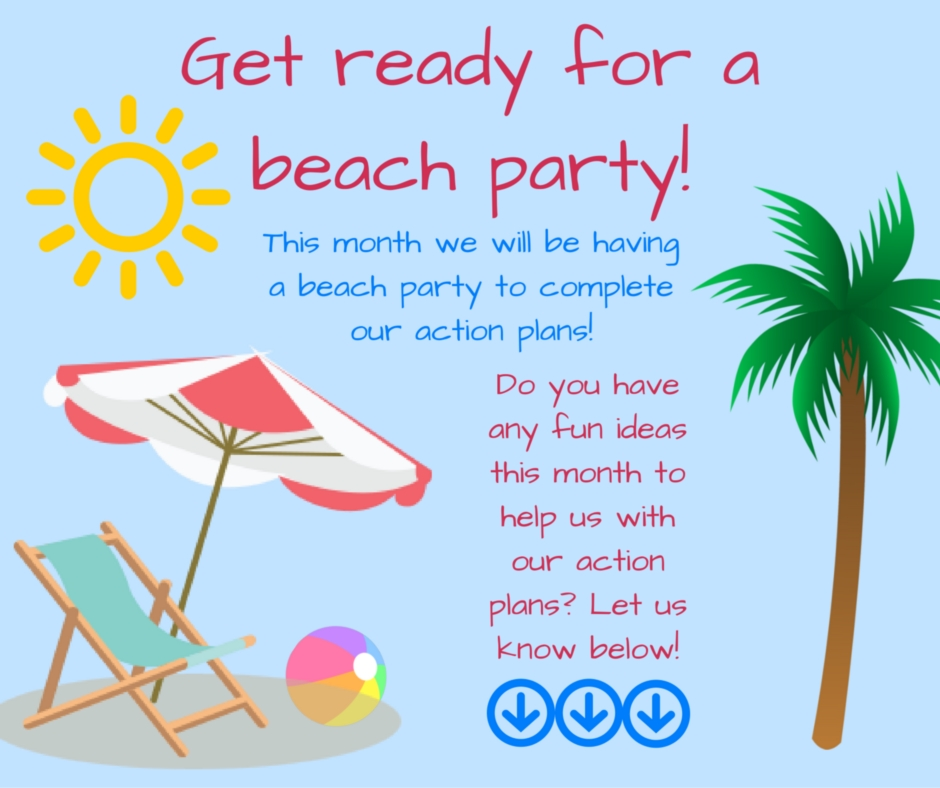 Get ready for a
beach party!
This month we will be having
a beach party to complete
our action plans!
Do you have
any fun ideas
this month to
help us with
our action
plans? Let us
know below!